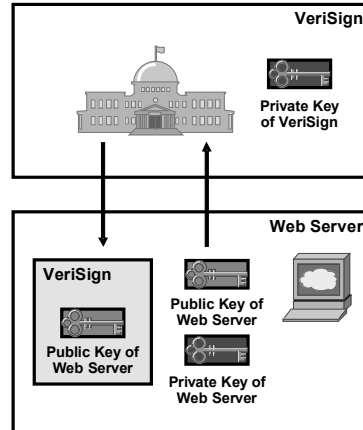 VeriSign
Private Key
of VeriSign
Web Server
VeriSign
Public Key of
Web Server
Public Key of
Web Server
Private Key of
Web Server